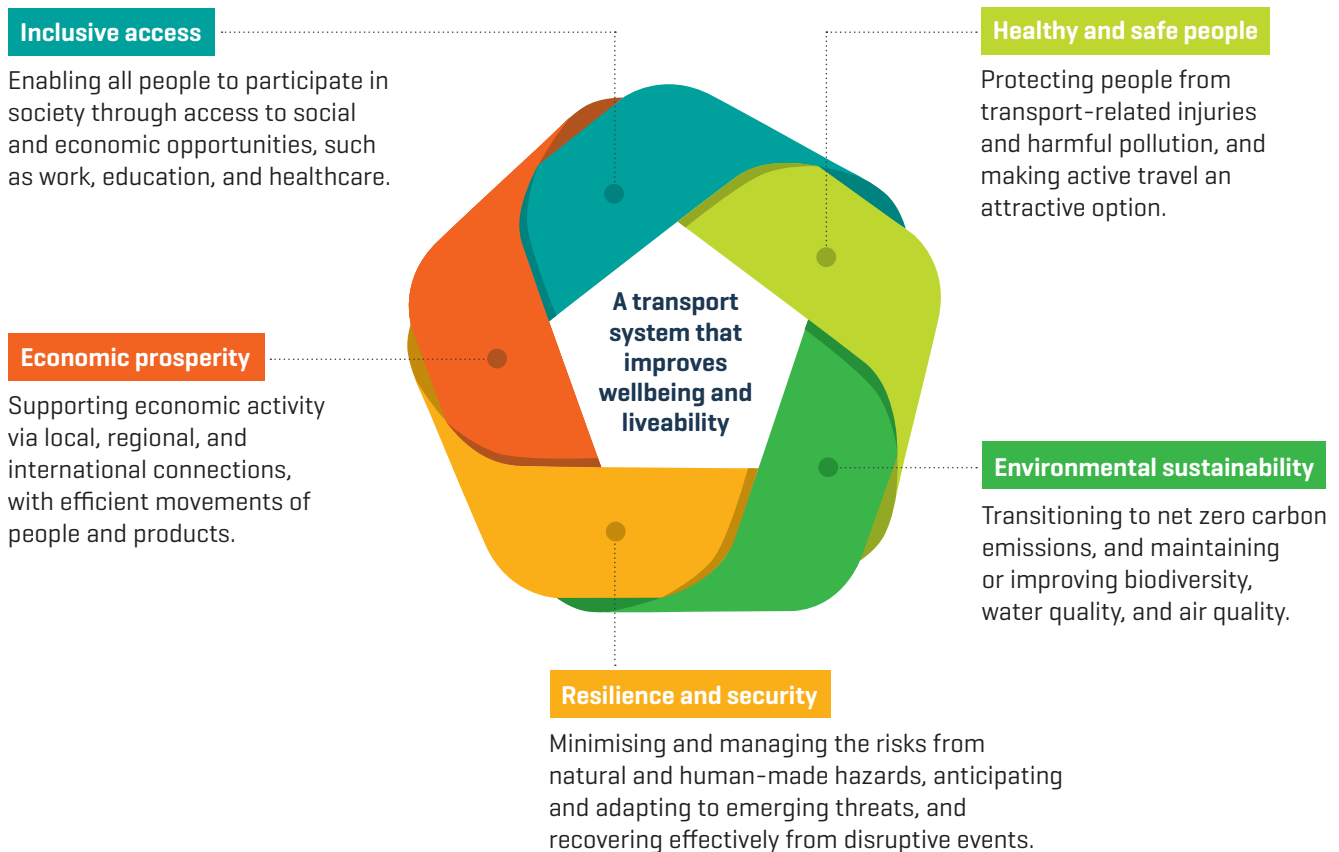 Inclusive access
Enabling all people to participate in
society through access to social
and economic opportunities, such
as work, education, and healthcare.
Healthy and safe people
Protecting people from
transport-related injuries
and harmful pollution, and
making active travel an
attractive option.
A transport
system that
improves
wellbeing and
liveability
Economic prosperity
Supporting economic activity
via local, regional, and
international connections,
with efficient movements of
people and products.
Environmental sustainability
Transitioning to net zero carbon
emissions, and maintaining
or improving biodiversity,
water quality, and air quality.
Resilience and security
Minimising and managing the risks from
natural and human-made hazards, anticipating
and adapting to emerging threats, and
recovering effectively from disruptive events.